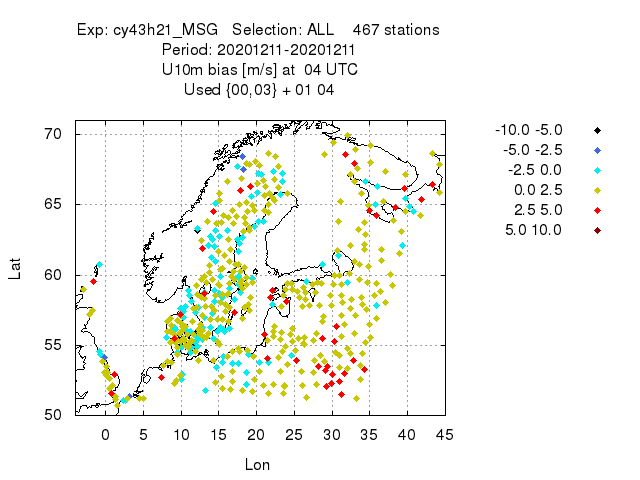 Exp: cy43h21_MSG Selection: ALL 467 stations
Period: 20201211-20201211
U10m bias [m/s] at 04 UTC
Used {00,03} + 01 04
70
65
60
55
50
Lat
0 5 10 15 20 25 30 35 40 45
Lon
-10.0 -5.0
-5.0 -2.5
-2.5 0.0
0.0 2.5
2.5 5.0
5.0 10.0